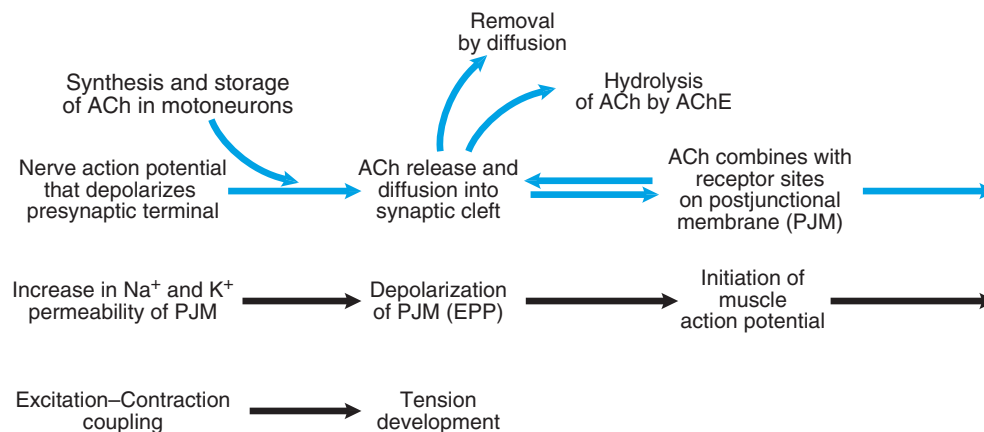 Removal
by diffusion
Synthesis and storage
of ACh in motoneurons
Hydrolysis
of ACh by AChE
Nerve action potential
that depolarizes
presynaptic terminal
ACh release and
diffusion into
synaptic cleft
ACh combines with
receptor sites
on postjunctional
membrane (PJM)
Increase in Na⁺ and K⁺
permeability of PJM
Depolarization
of PJM (EPP)
Initiation of
muscle
action potential
Excitation–Contraction
coupling
Tension
development